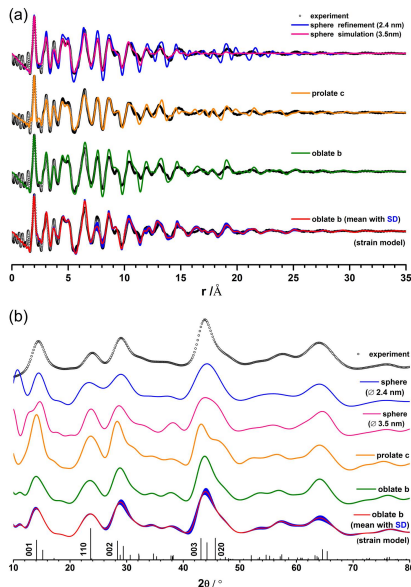 (a)
experiment
sphere refinement (2.4 nm)
sphere simulation (3.5nm)
prolate c
oblate b
oblate b (mean with SD)
(strain model)
0 5 10 15 20 25 30 35
r /Å
(b)
experiment
sphere
(∅ 2.4 nm)
sphere
(∅ 3.5 nm)
prolate c
oblate b
oblate b
(mean with SD)
(strain model)
001 110 002 003 020
10 20 30 40 50 60 70 80
2θ / °